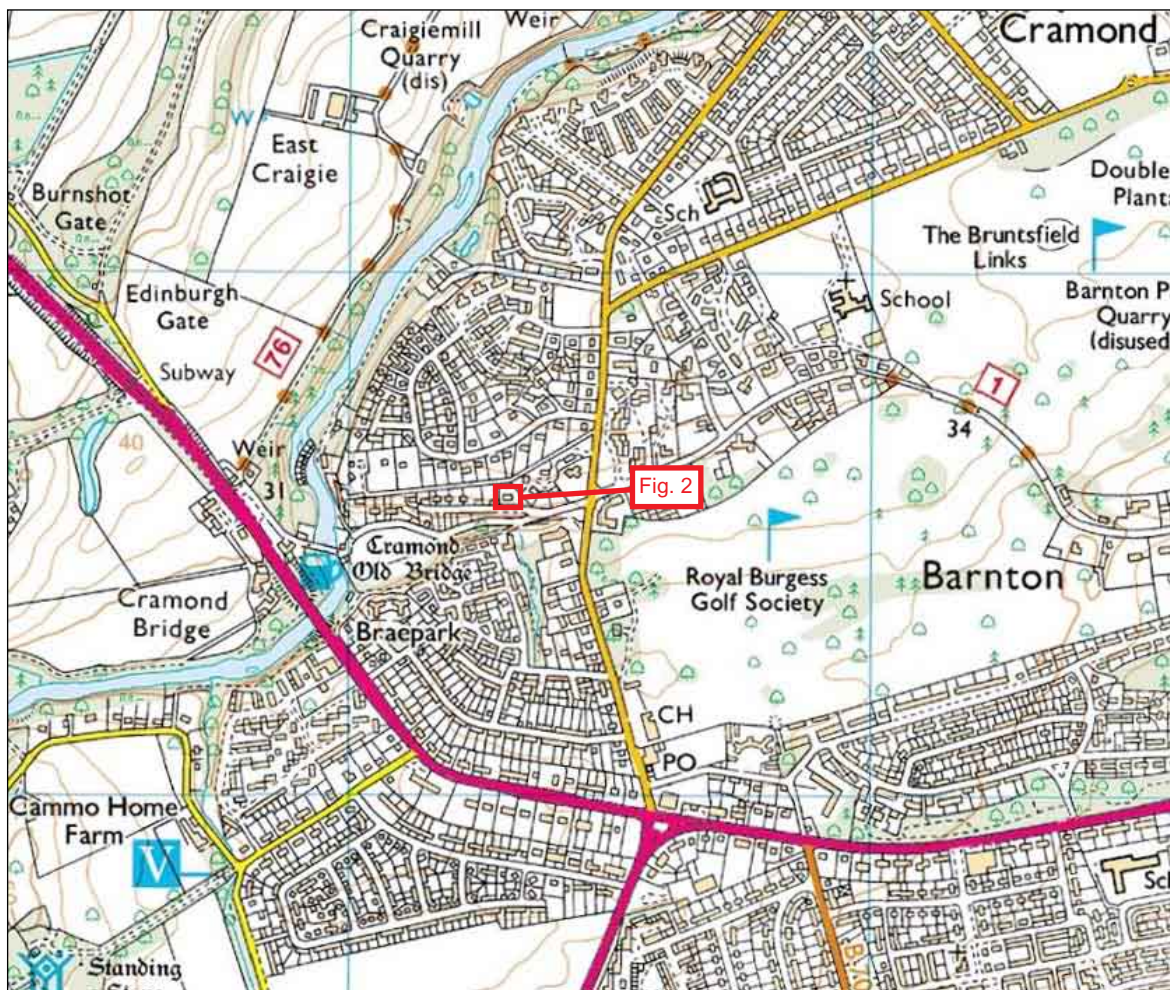 Weir
Craigiemill
Quarry
(dis)
Cramond
W
East
Craigie
Burnshot
Gate
Sch
Double
Planta
The Bruntsfield
Links
Edinburgh
Gate
School
Barnton P
Quarry
(disused
76
Subway
1
40
34
Weir
31
Fig. 2
Cramond
Old Bridge
Royal Burgess
Golf Society
Barnton
Cramond
Bridge
Braepark
CH
PO
Cammo Home
Farm
V
Sch
Standing